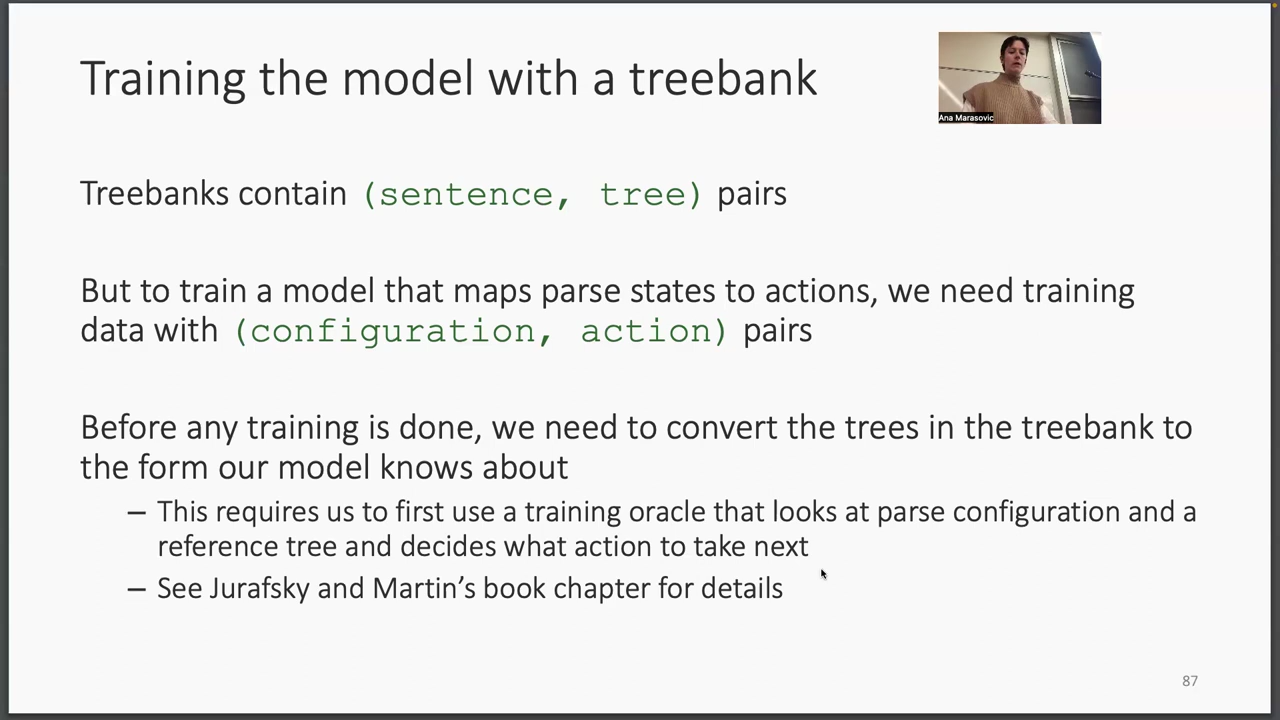 Training the model with a treebank
Ana Marasovic
Treebanks contain (sentence, tree) pairs
But to train a model that maps parse states to actions, we need training
data with (configuration, action) pairs
Before any training is done, we need to convert the trees in the treebank to
the form our model knows about
– This requires us to first use a training oracle that looks at parse configuration and a
reference tree and decides what action to take next
– See Jurafsky and Martin’s book chapter for details
87